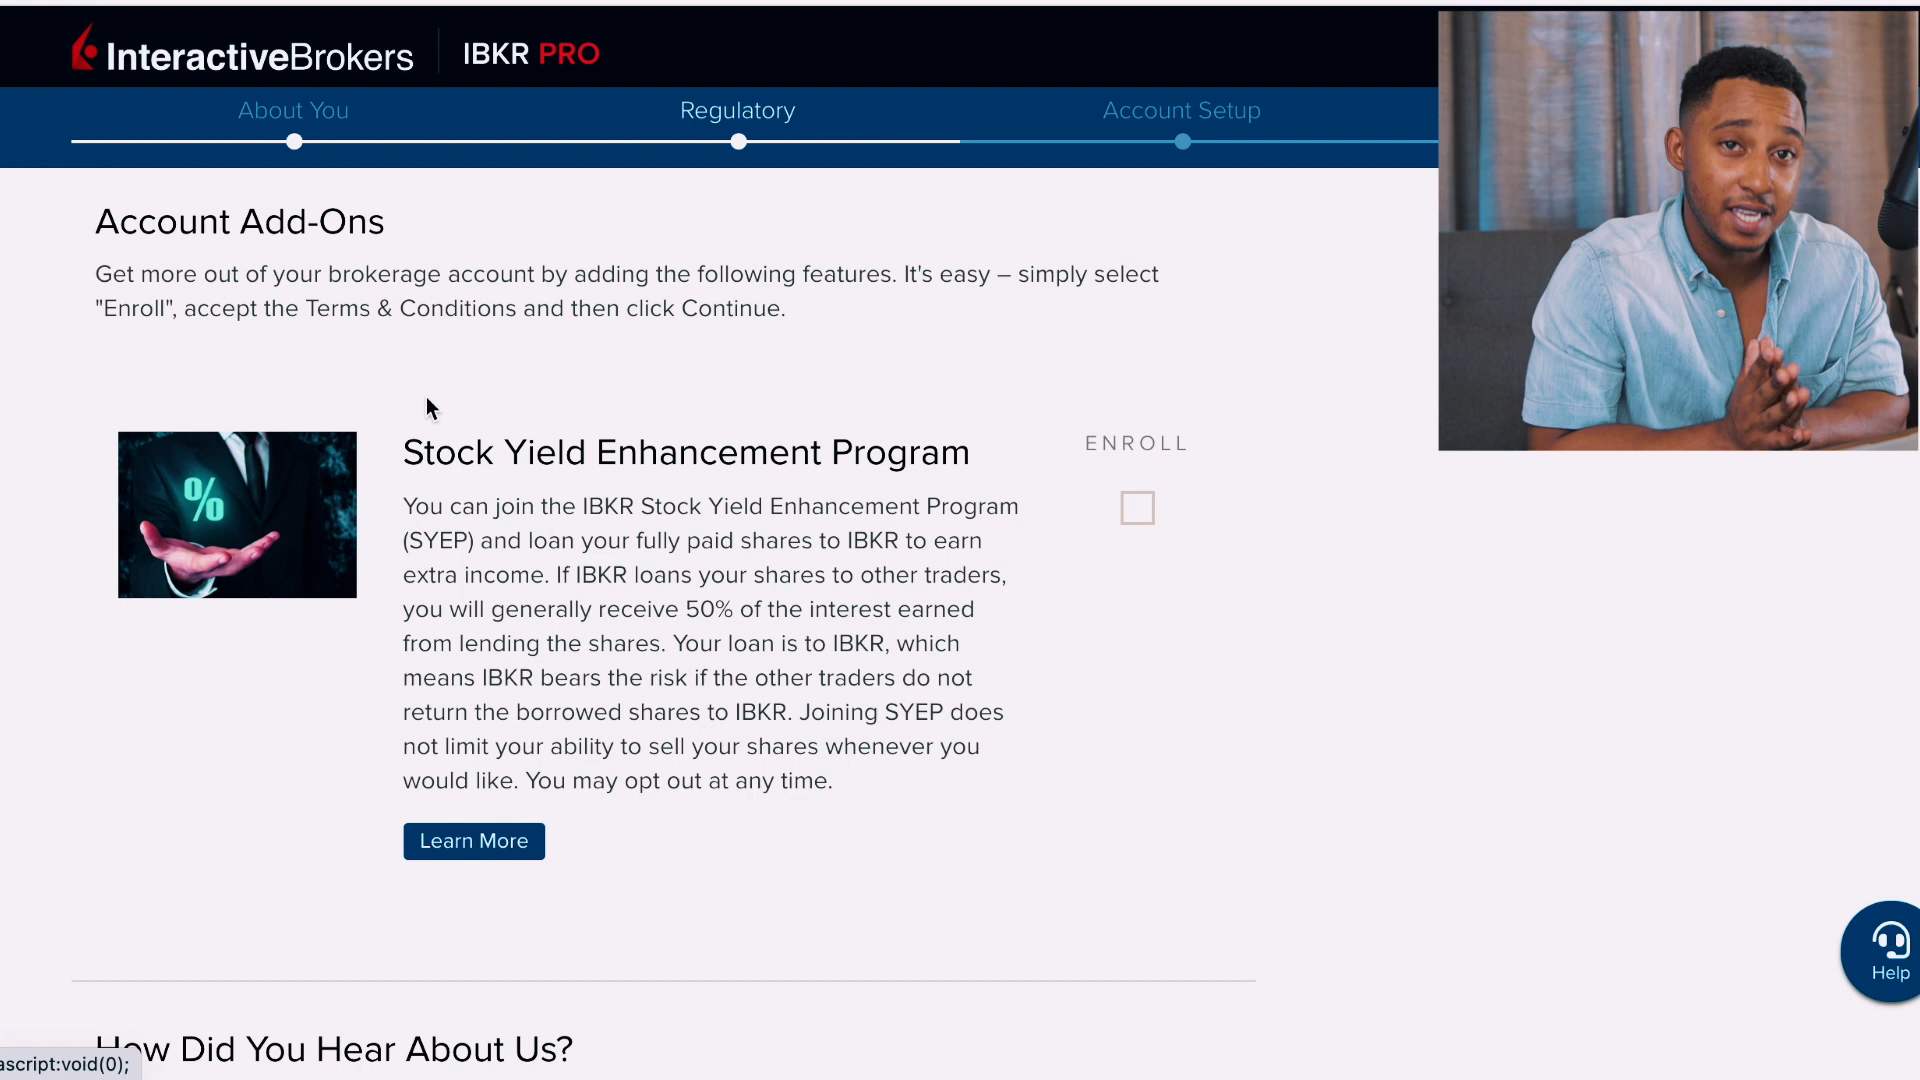 InteractiveBrokers IBKR PRO
About You Regulatory Account Setup
Account Add-Ons
Get more out of your brokerage account by adding the following features. It's easy – simply select
"Enroll", accept the Terms & Conditions and then click Continue.
%
Stock Yield Enhancement Program
ENROLL
You can join the IBKR Stock Yield Enhancement Program
(SYEP) and loan your fully paid shares to IBKR to earn
extra income. If IBKR loans your shares to other traders,
you will generally receive 50% of the interest earned
from lending the shares. Your loan is to IBKR, which
means IBKR bears the risk if the other traders do not
return the borrowed shares to IBKR. Joining SYEP does
not limit your ability to sell your shares whenever you
would like. You may opt out at any time.
Learn More
Help
How Did You Hear About Us?
ascript:void(0);